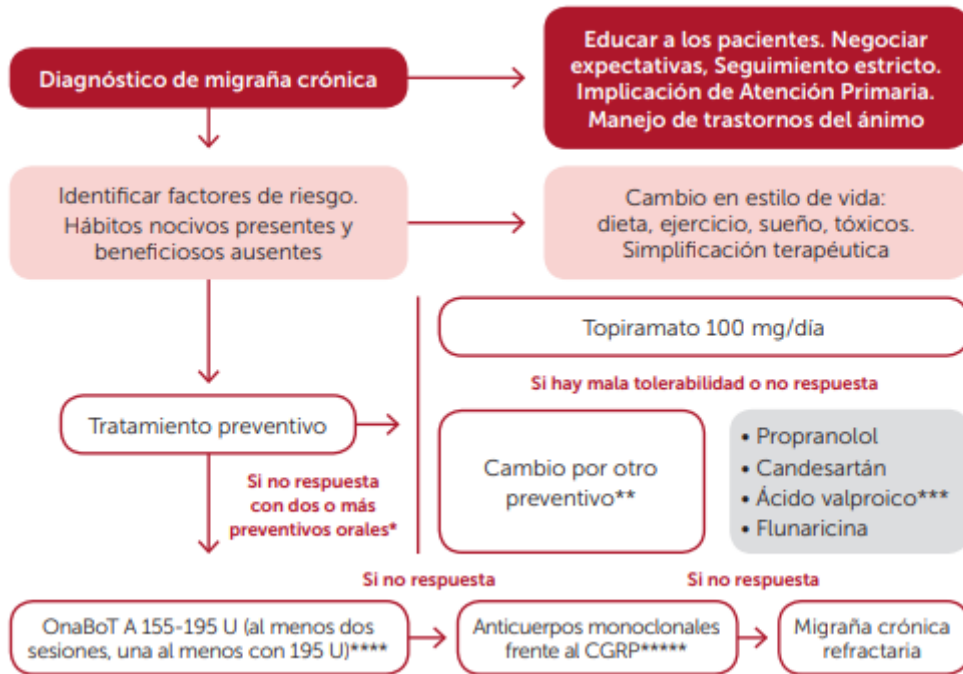 Diagnóstico de migraña crónica
Educar a los pacientes. Negociar
expectativas, Seguimiento estricto.
Implicación de Atención Primaria.
Manejo de trastornos del ánimo
Identificar factores de riesgo.
Hábitos nocivos presentes y
beneficiosos ausentes
Cambio en estilo de vida:
dieta, ejercicio, sueño, tóxicos.
Simplificación terapéutica
Tratamiento preventivo
Topiramato 100 mg/día
Si hay mala tolerabilidad o no respuesta
Cambio por otro
preventivo**
• Propranolol
• Candesartán
• Ácido valproico***
• Flunaricina
Si no respuesta
con dos o más
preventivos orales*
Si no respuesta
Si no respuesta
OnaBoT A 155-195 U (al menos dos
sesiones, una al menos con 195 U)****
Anticuerpos monoclonales
frente al CGRP*****
Migraña crónica
refractaria